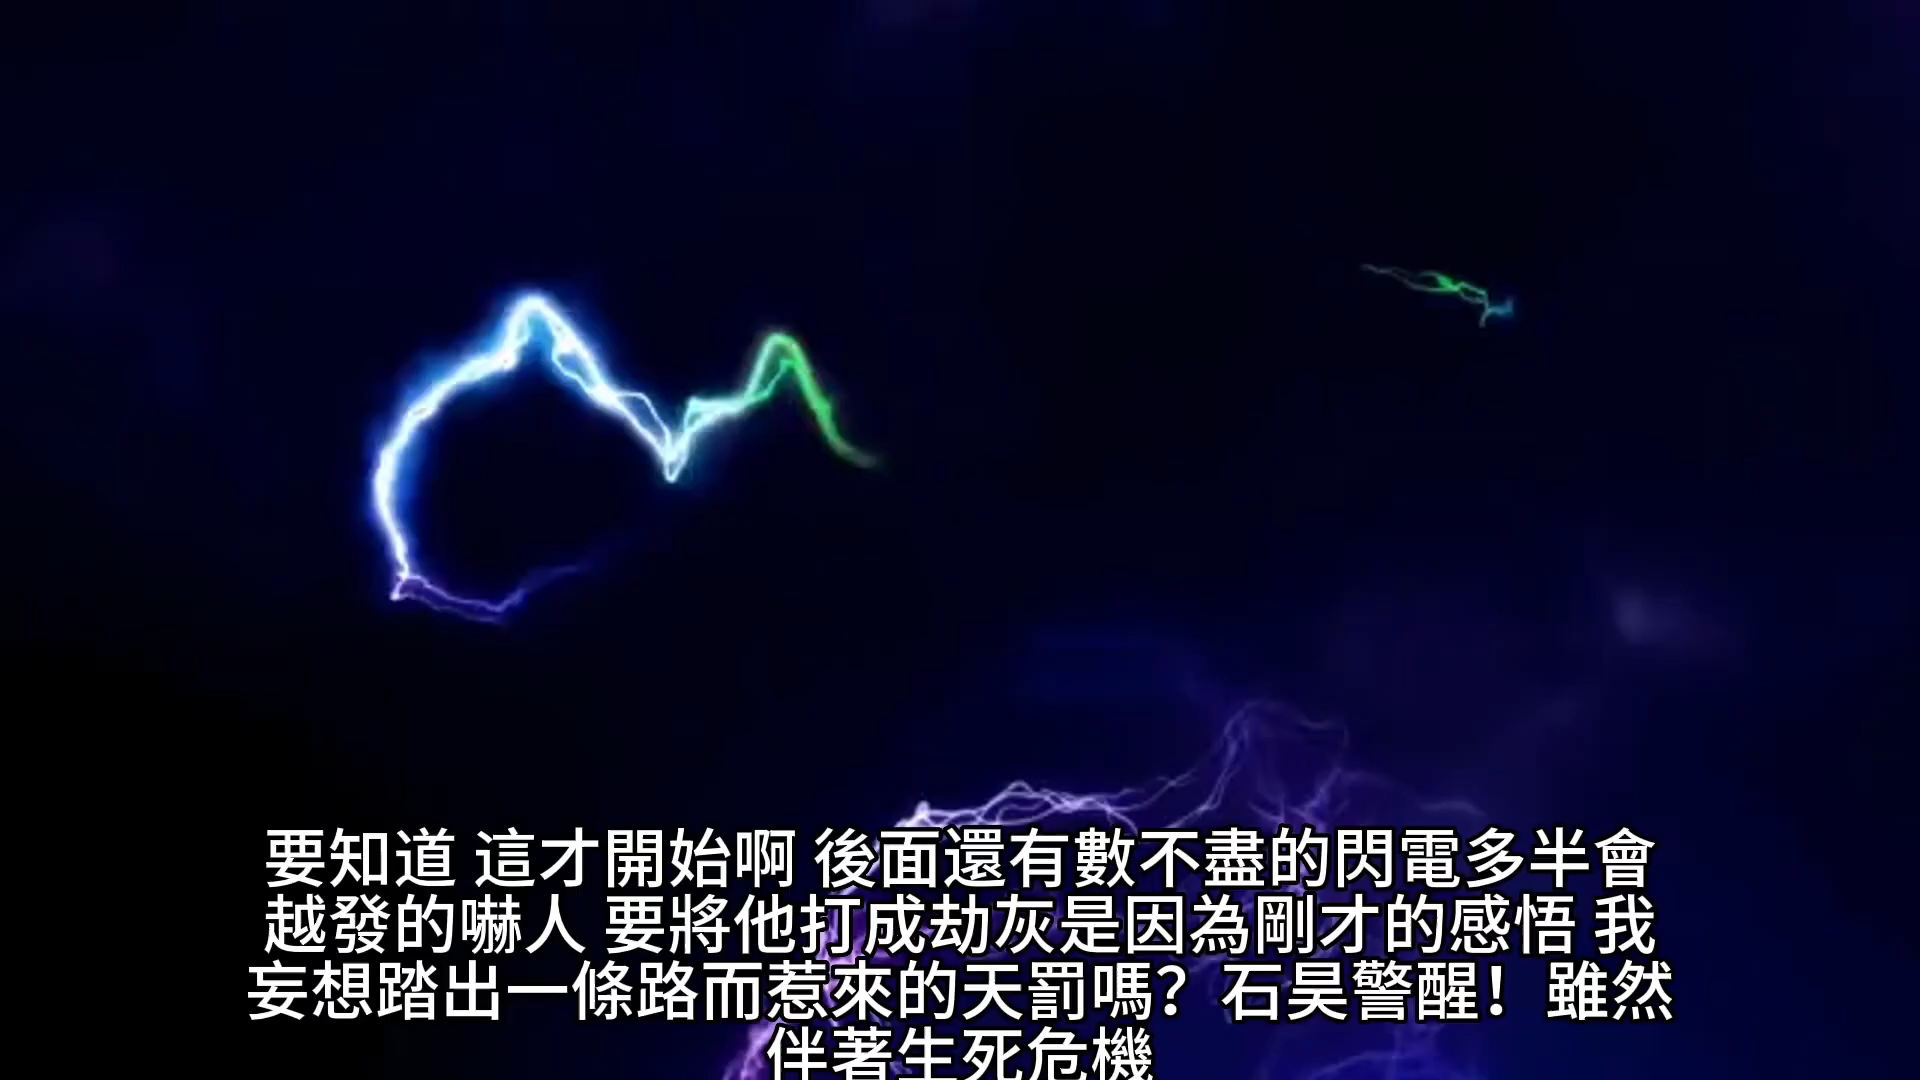 要知道 這才開始啊 後面還有數不盡的閃電多半會
越發的嚇人 要將他打成劫灰是因為剛才的感悟 我
妄想踏出一條路而惹來的天罰嗎？石昊警醒！雖然
伴著生死危機